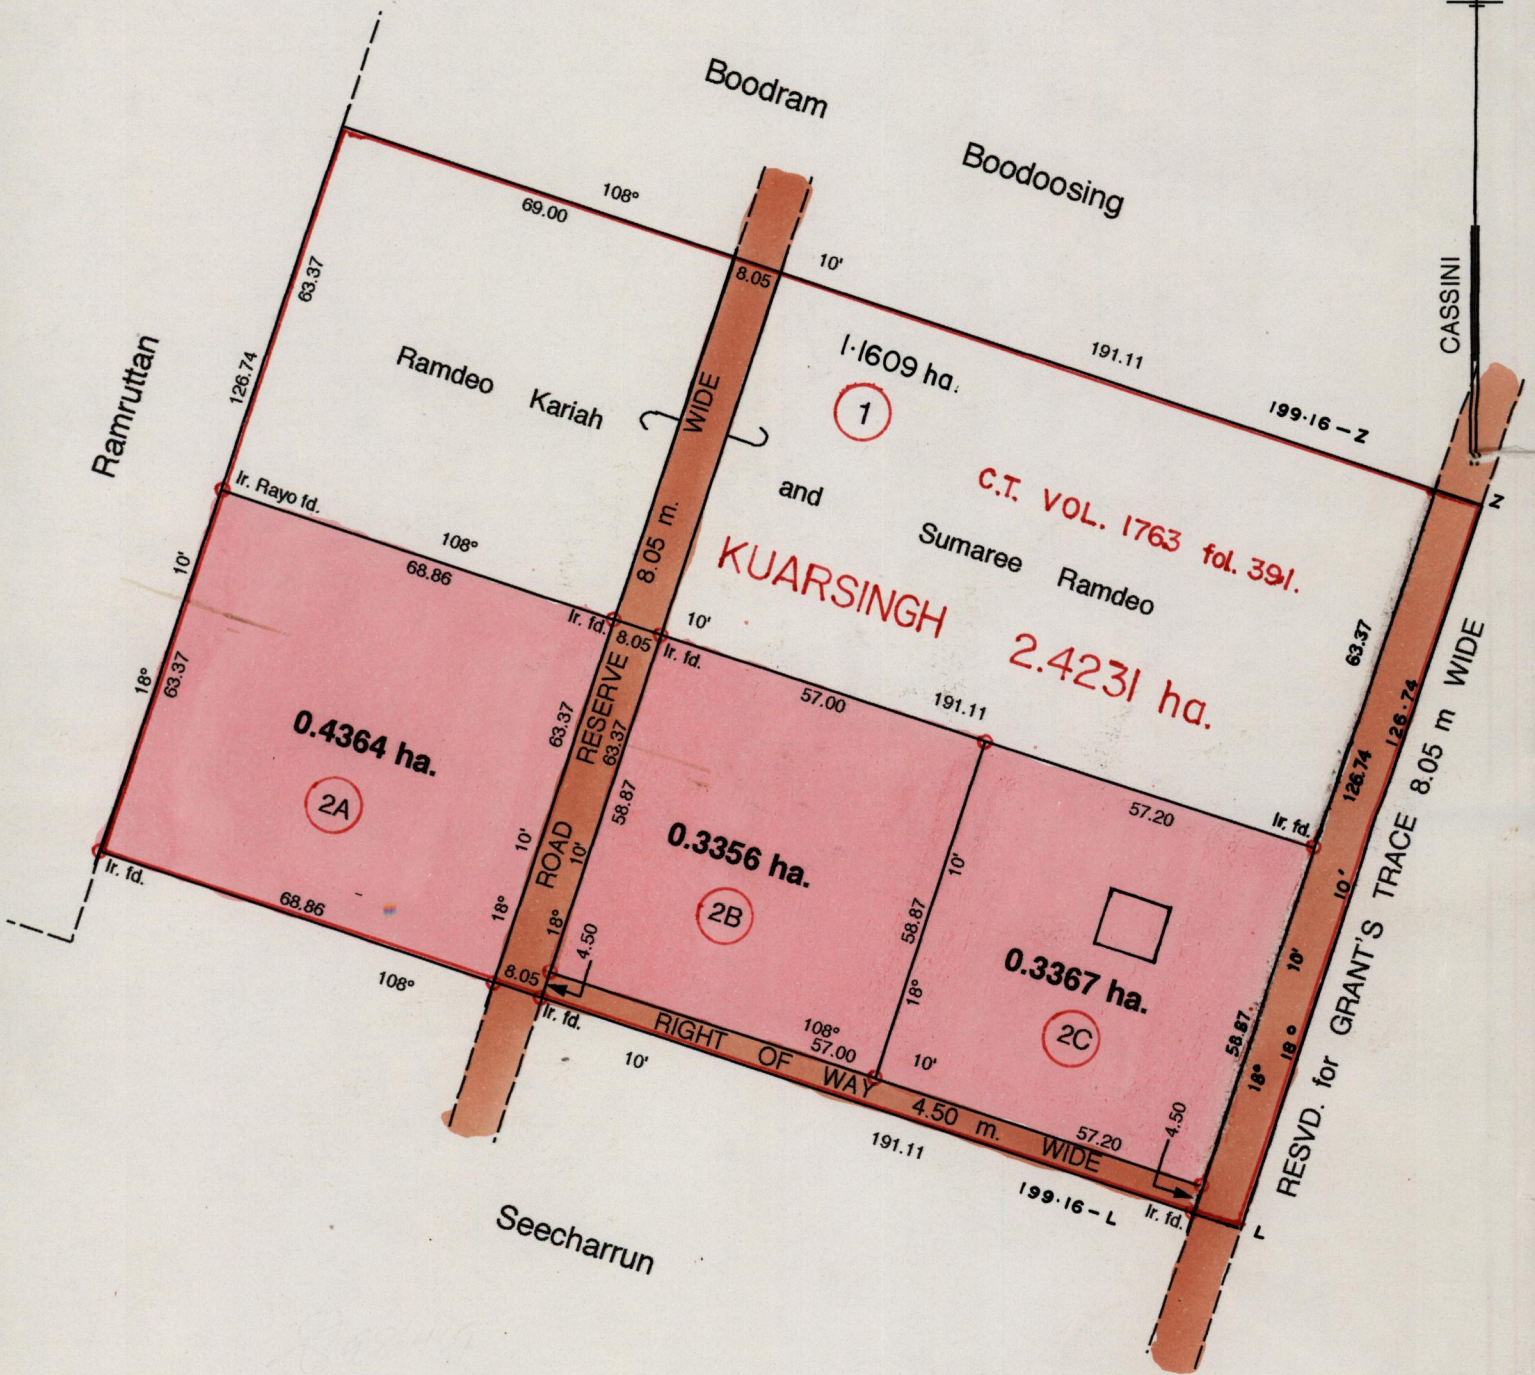 Boodram
Boodoosing
CASSINI
Ramruttan
108°
69.00
8.05
10'
191.11
199·16 – Z
Z
63.37
126.74
Ramdeo Kariah
and
Sumaree Ramdeo
1·1609 ha.
1
C.T. VOL. 1763 fol. 391.
KUARSINGH 2.4231 ha.
8.05 m. WIDE
ROAD RESERVE
Ir. Rayo fd.
108°
68.86
Ir. fd.
8.05
10'
Ir. fd.
57.00
191.11
57.20
Ir. fd.
10'
18°
63.37
0.4364 ha.
2A
63.37
10'
18°
63.37
58.87
10'
18°
4.50
0.3356 ha.
2B
10'
58.87
18°
0.3367 ha.
2C
63.37
126.74
126·74
10'
10'
58.87
18°
18°
RESVD. for GRANT'S TRACE 8.05 m WIDE
Ir. fd.
68.86
108°
8.05
Ir. fd.
10'
108°
57.00
10'
57.20
4.50
RIGHT OF WAY 4.50 m. WIDE
191.11
199·16 – L
Ir. fd.
L
Seecharrun